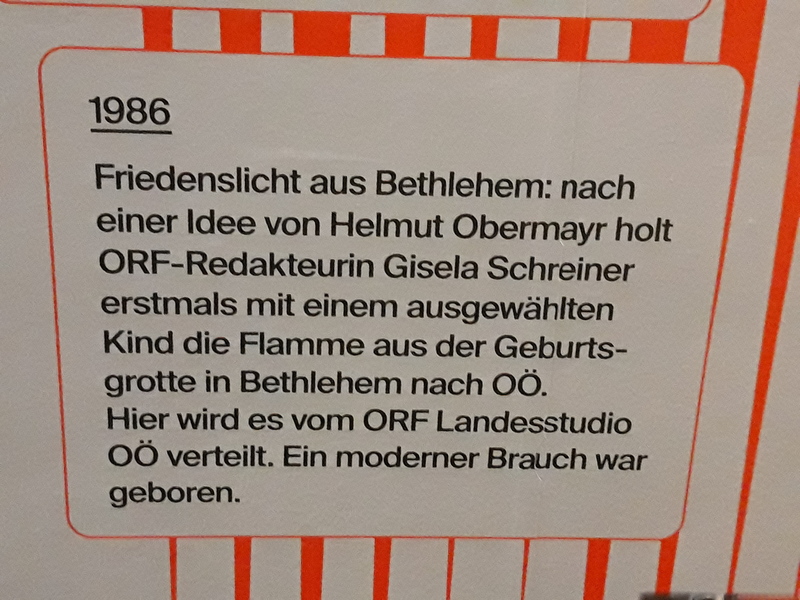 1986
Friedenslicht aus Bethlehem: nach
einer Idee von Helmut Obermayr holt
ORF-Redakteurin Gisela Schreiner
erstmals mit einem ausgewählten
Kind die Flamme aus der Geburts-
grotte in Bethlehem nach OÖ.
Hier wird es vom ORF Landesstudio
OÖ verteilt. Ein moderner Brauch war
geboren.